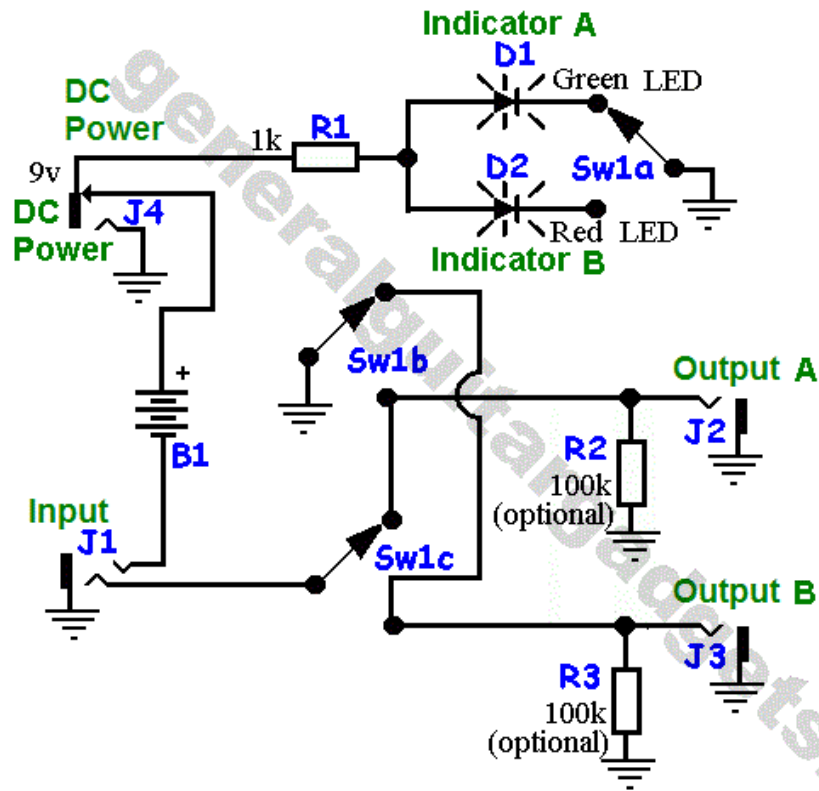 Indicator A
D1
Green LED
DC
Power
1k
R1
Sw1a
9v
D2
DC
Power
J4
Red LED
Indicator B
Sw1b
Output A
+
J2
B1
R2
100k
(optional)
Input
J1
Sw1c
Output B
J3
R3
100k
(optional)
generalguitargadgets.